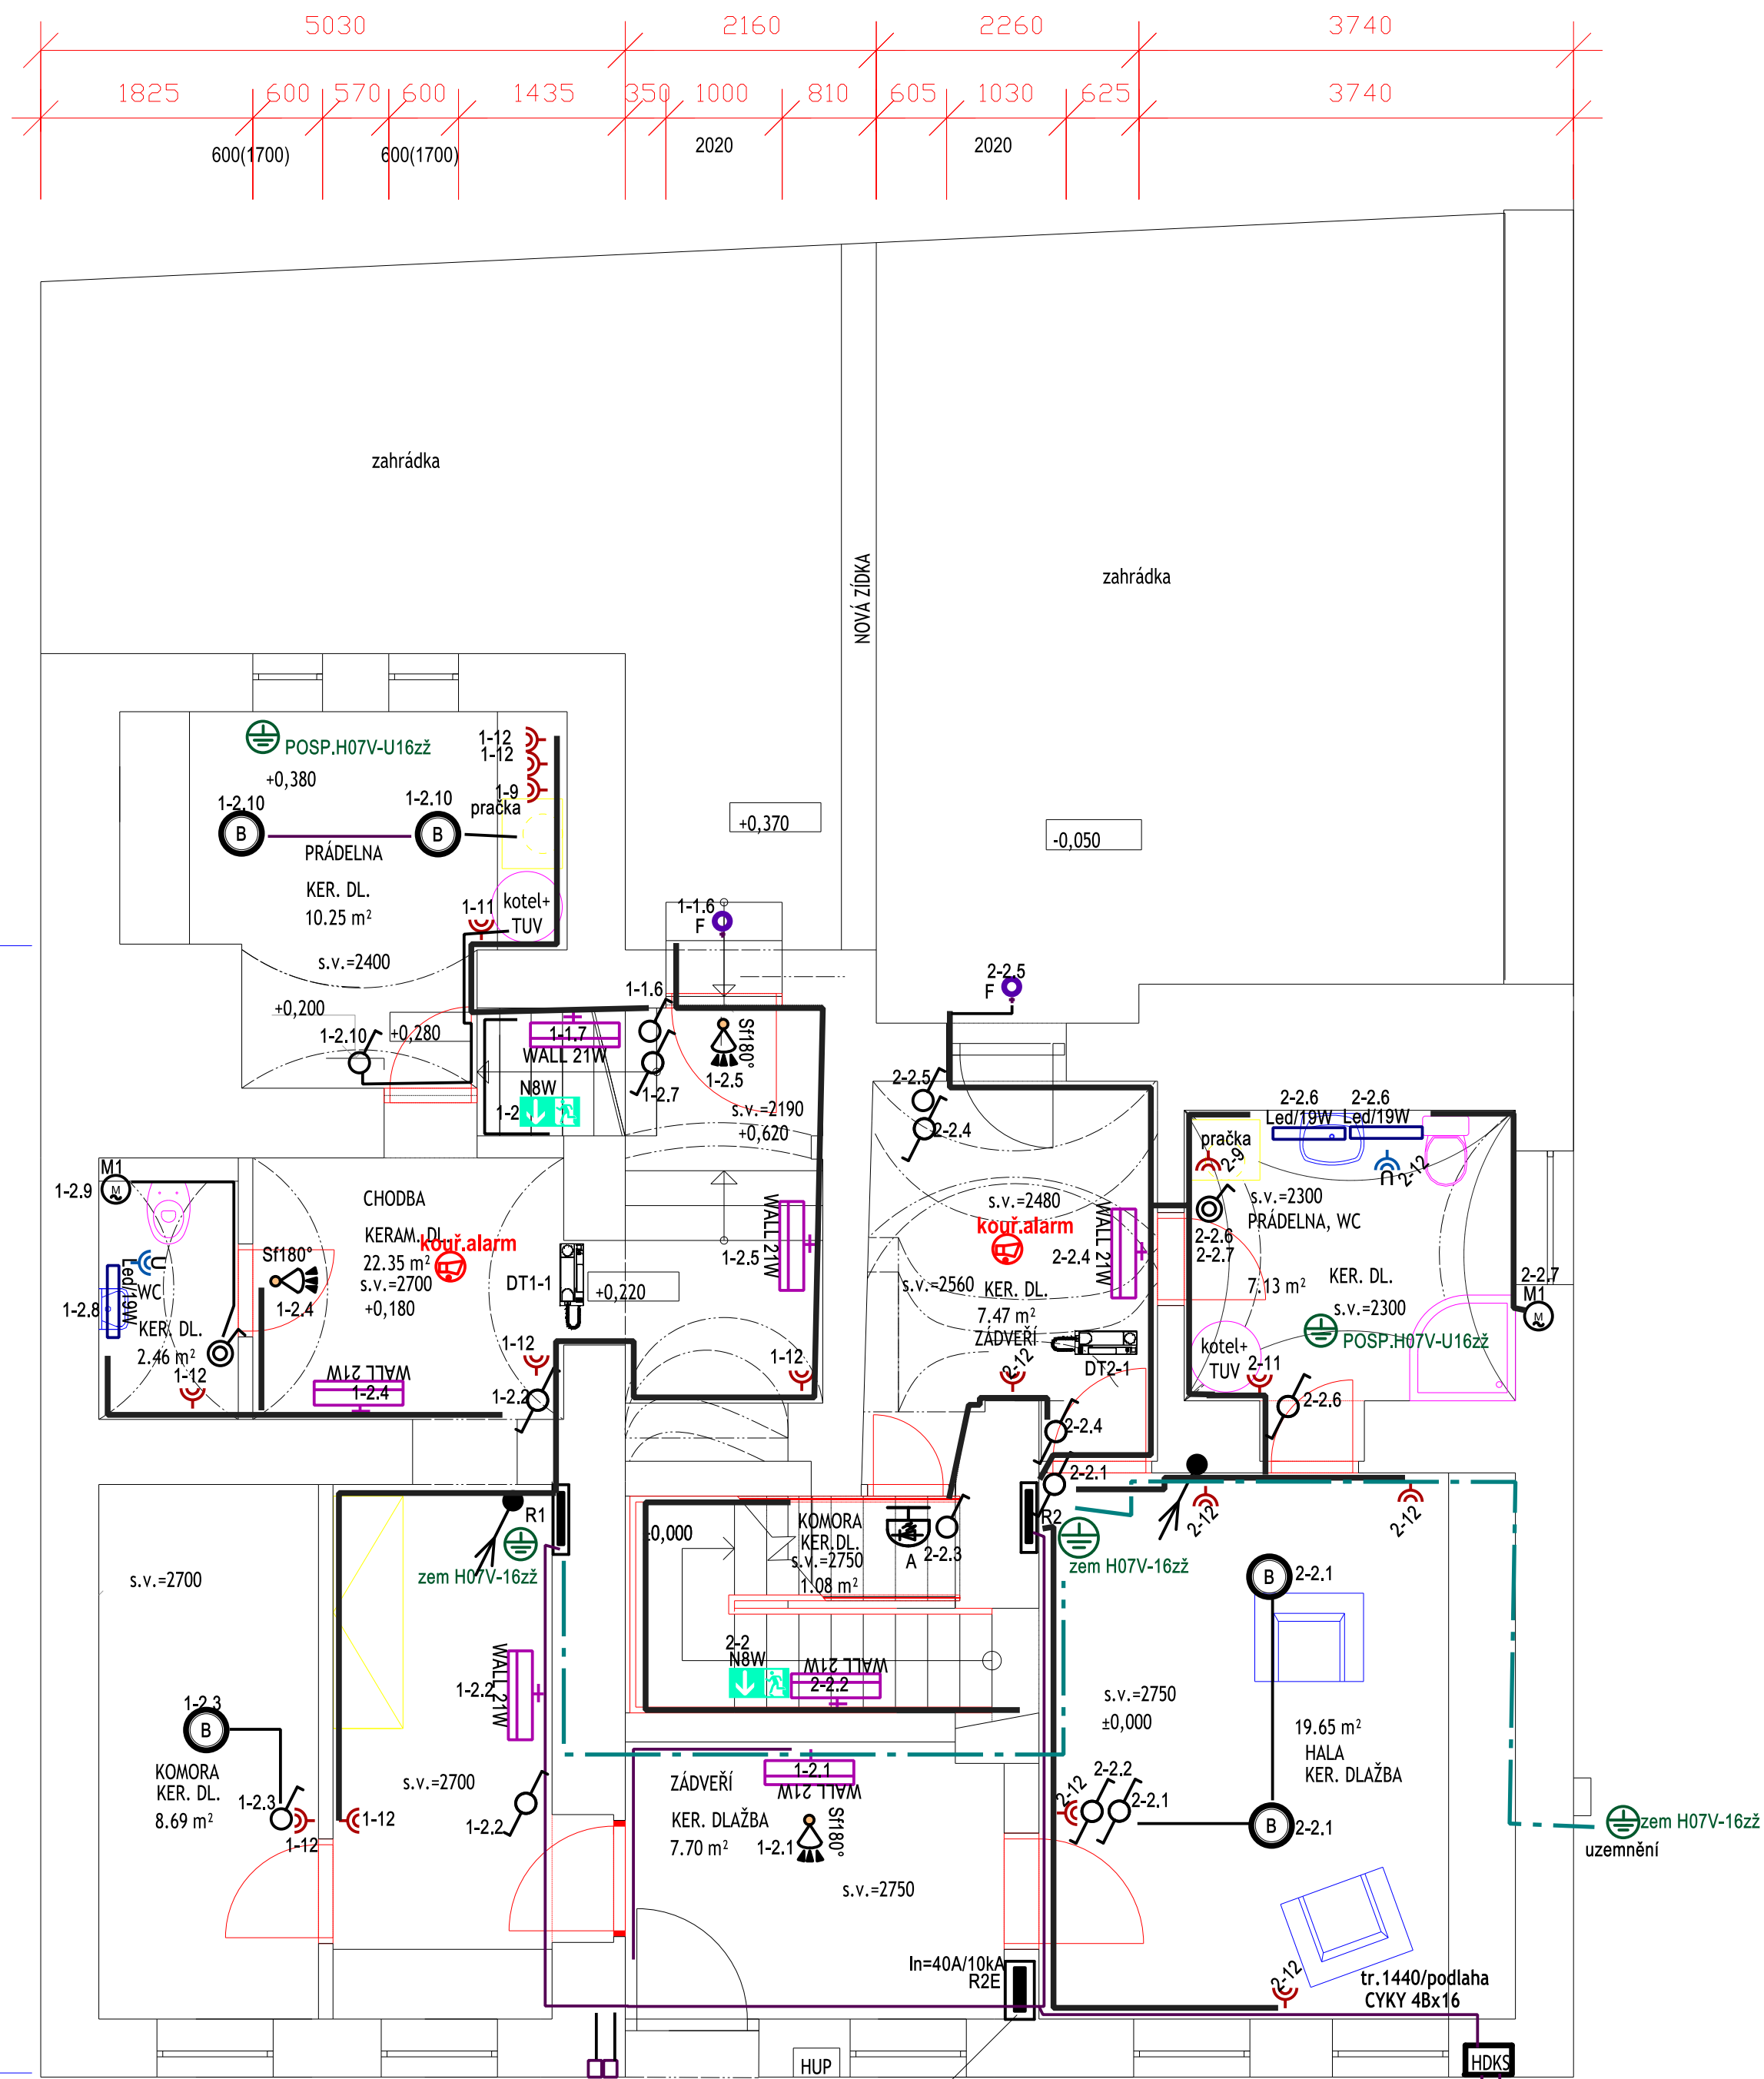 5030 2160 2260 3740
1825 600 570 600 1435 350 1000 810 605 1030 625 3740
600(1700) 600(1700) 2020 2020
zahrádka
zahrádka
NOVÁ ZÍDKA
POSP.H07V-U16zž
+0,380
1-12
1-12
1-9
pračka
1-2.10
1-2.10
B
B
PRÁDELNA
KER. DL.
10.25 m²
s.v.=2400
kotel+
TUV
1-11
+0,370
-0,050
1-1.6
F
2-2.5
F
+0,200
+0,280
1-2.10
1-1.6
1-1.7
WALL 21W
1-2.7
N8W
1-2
Sf180°
1-2.5
s.v.=2190
+0,620
2-2.5
2-2.4
2-2.6
Led/19W
2-2.6
Led/19W
pračka
2-9
U
2-12
s.v.=2300
PRÁDELNA, WC
2-2.6
2-2.7
7.13 m²
KER. DL.
s.v.=2300
POSP.H07V-U16zž
2-2.7
M1
M
kotel+
TUV
2-11
2-2.6
M1
1-2.9
M
CHODBA
KERAM. DL.
22.35 m²
s.v.=2700
+0,180
kouř.alarm
Sf180°
1-2.4
U
Led/19W
1-2.8
WC
KER. DL.
2.46 m²
1-12
WALL 21W
1-2.4
DT1-1
+0,220
1-12
1-2.2
WALL 21W
1-2.5
1-12
s.v.=2480
kouř.alarm
WALL 21W
2-2.4
s.v.=2560
KER. DL.
7.47 m²
ZÁDVEŘÍ
2-12
DT2-1
2-2.4
2-2.1
R1
zem H07V-16zž
R2
zem H07V-16zž
2-12
2-12
±0,000
KOMORA
KER.DL.
s.v.=2750
1.08 m²
A
2-2.3
s.v.=2700
WALL 21W
1-2.2
2-2
N8W
WALL 21W
2-2.2
B
2-2.1
s.v.=2750
±0,000
19.65 m²
HALA
KER. DLAŽBA
1-2.3
B
KOMORA
KER. DL.
8.69 m²
1-2.3
1-12
1-12
s.v.=2700
1-2.2
ZÁDVEŘÍ
KER. DLAŽBA
7.70 m²
1-2.1
WALL 21W
1-2.1
Sf180°
s.v.=2750
2-12
2-2.2
2-2.1
B
2-2.1
zem H07V-16zž
uzemnění
In=40A/10kA
R2E
2-12
tr.1440/podlaha
CYKY 4Bx16
HUP
HDKS